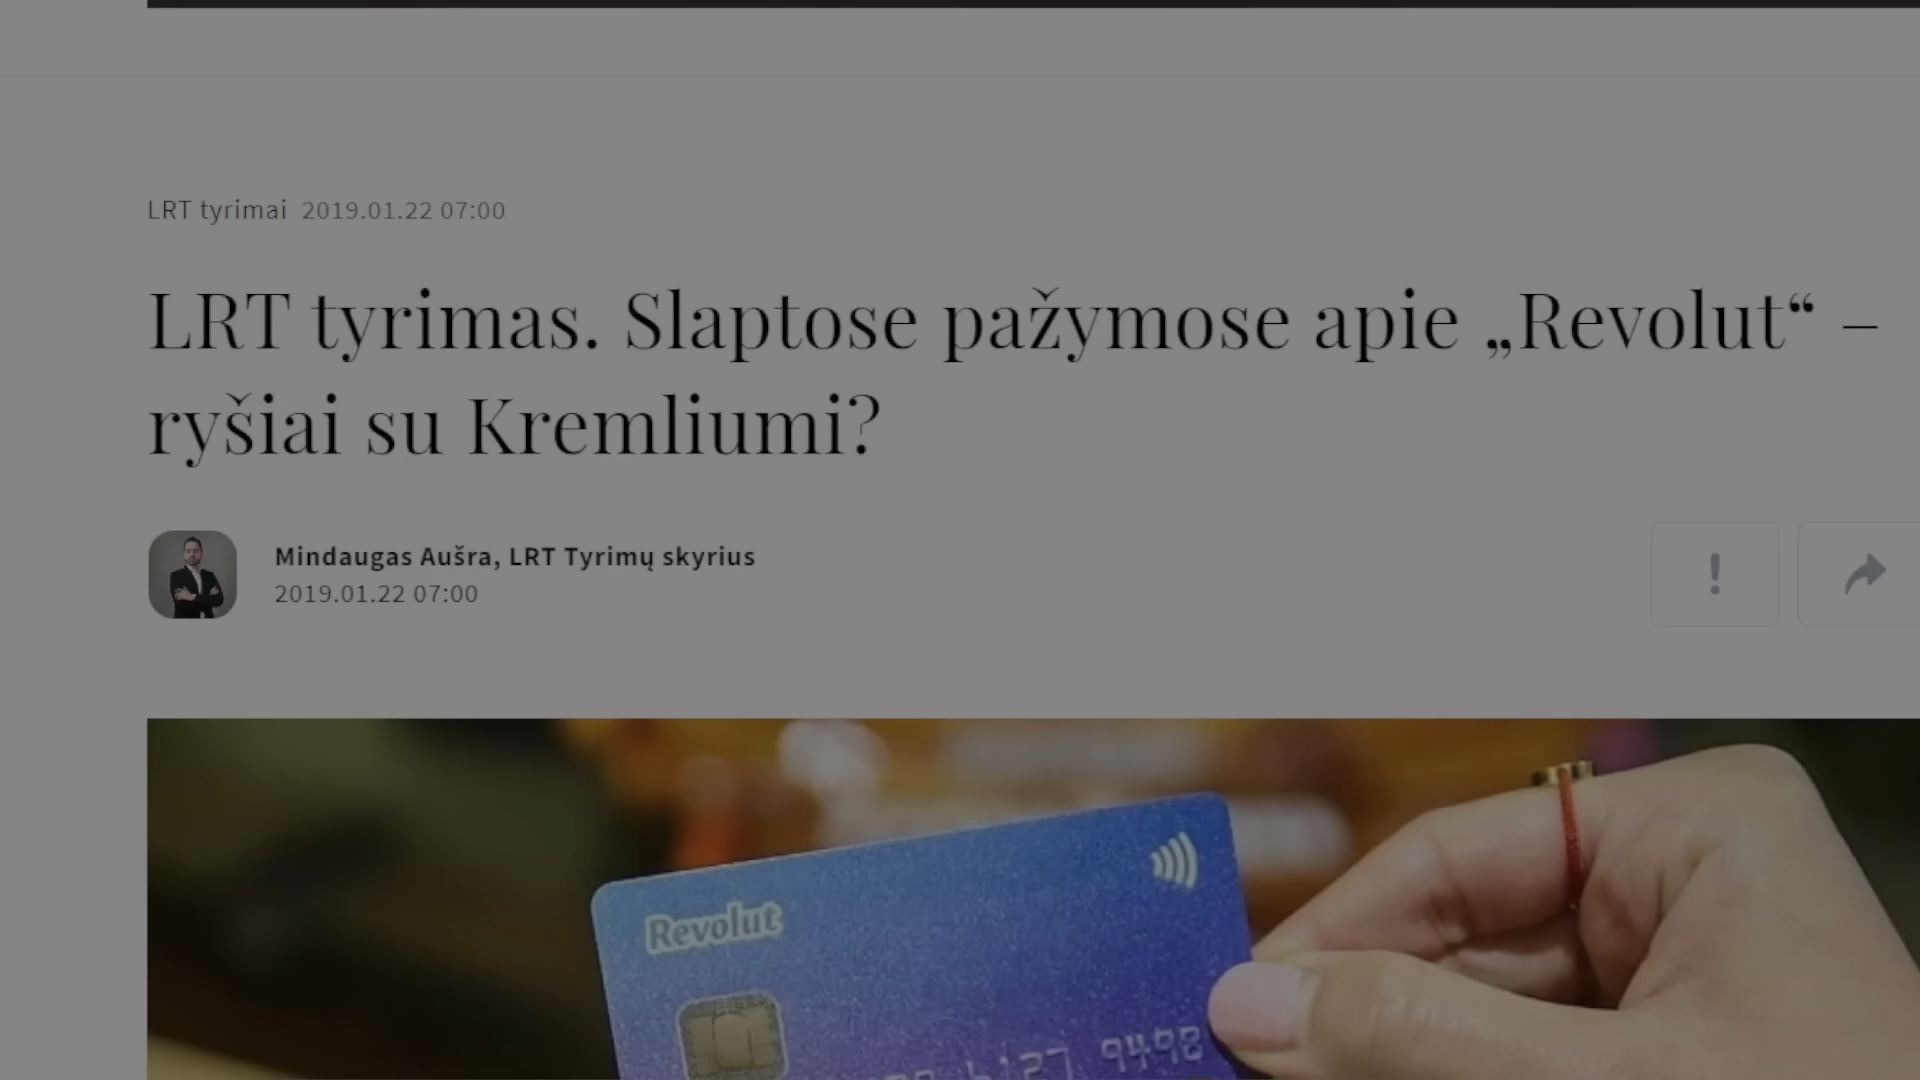 LRT tyrimai 2019.01.22 07:00
LRT tyrimas. Slaptose pažymose apie „Revolut“ –
ryšiai su Kremliumi?
Mindaugas Aušra, LRT Tyrimų skyrius
2019.01.22 07:00
Revolut
9498